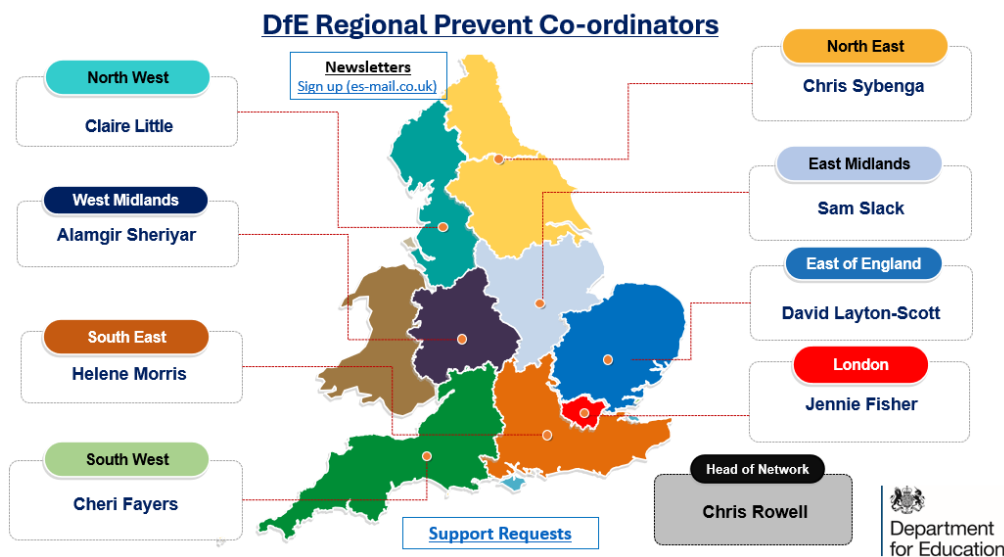 DfE Regional Prevent Co-ordinators
Newsletters
Sign up (es-mail.co.uk)
North West
Claire Little
West Midlands
Alamgir Sheriyar
South East
Helene Morris
South West
Cheri Fayers
North East
Chris Sybenga
East Midlands
Sam Slack
East of England
David Layton-Scott
London
Jennie Fisher
Head of Network
Chris Rowell
Support Requests
Department
for Education